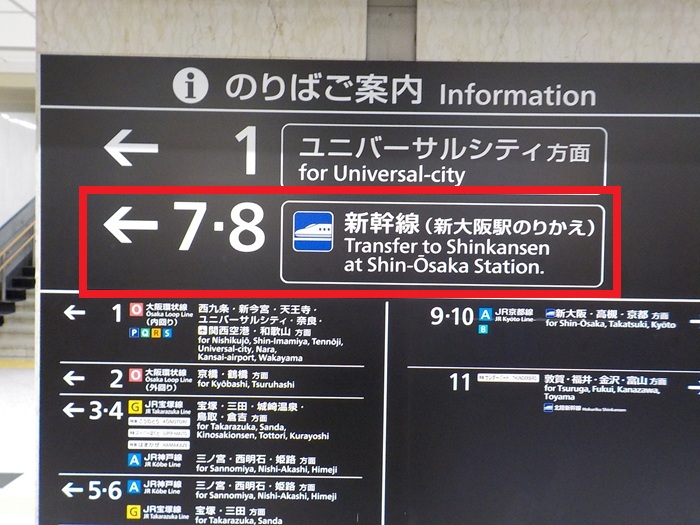 i のりばご案内 Information
← 1 ユニバーサルシティ方面
for Universal-city
← 7·8 新幹線（新大阪駅のりかえ）
Transfer to Shinkansen
at Shin-Ōsaka Station.
← 1 O 大阪環状線 西九条・新今宮・天王寺・
Osaka Loop Line ユニバーサルシティ・奈良・
(内回り) 関西空港・和歌山 方面
P Q R S for Nishikujō, Shin-Imamiya, Tennōji,
Universal-city, Nara,
Kansai-airport, Wakayama
← 2 O 大阪環状線 京橋・鶴橋 方面
Osaka Loop Line for Kyōbashi, Tsuruhashi
(外回り)
← 3·4 G JR宝塚線 宝塚・三田・城崎温泉・
JR Takarazuka Line 鳥取・倉吉 方面
for Takarazuka, Sanda,
Kinosakionsen, Tottori, Kurayoshi
A JR神戸線 三ノ宮・西明石・姫路 方面
JR Kōbe Line for Sannomiya, Nishi-Akashi, Himeji
← 5·6 A JR神戸線 三ノ宮・西明石・姫路 方面
JR Kōbe Line for Sannomiya, Nishi-Akashi, Himeji
G JR宝塚線 宝塚・三田 方面
JR Takarazuka Line for Takarazuka, Sanda
9·10 A JR京都線 新大阪・高槻・京都 方面
JR Kyōto Line for Shin-Ōsaka, Takatsuki, Kyōto
B
11 敦賀・福井・金沢・富山 方面
for Tsuruga, Fukui, Kanazawa,
Toyama
北陸新幹線 Hokuriku Shinkansen